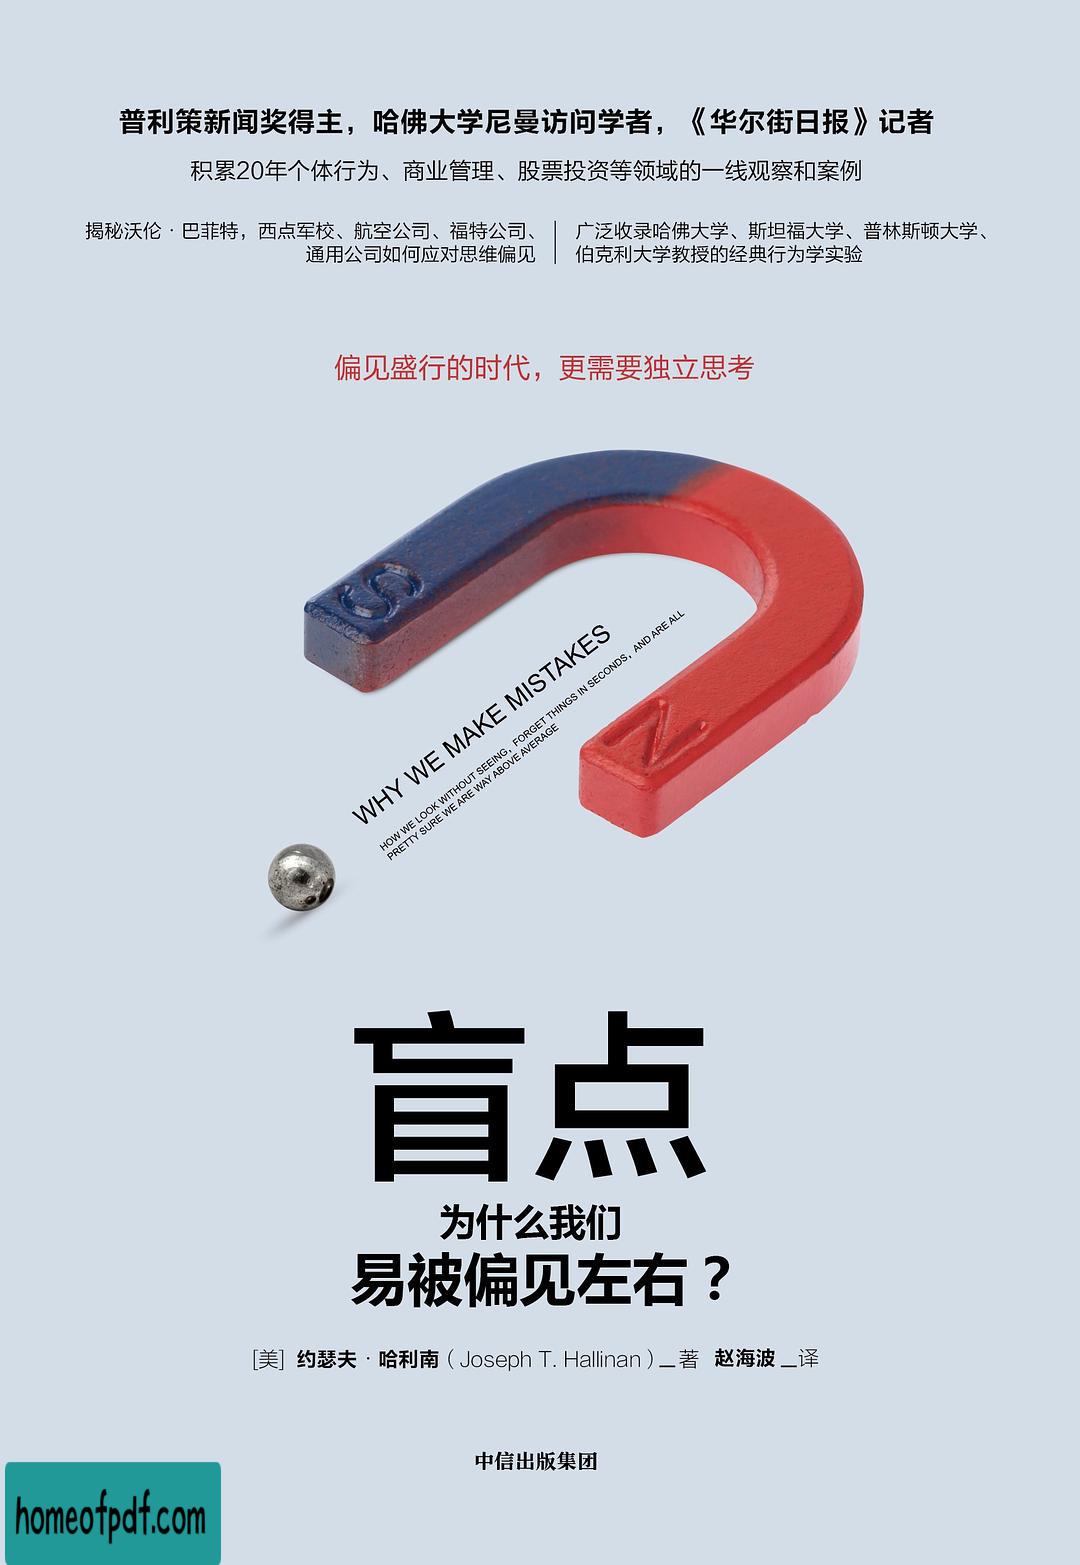 普利策新闻奖得主，哈佛大学尼曼访问学者，《华尔街日报》记者
积累20年个体行为、商业管理、股票投资等领域的一线观察和案例
揭秘沃伦·巴菲特，西点军校、航空公司、福特公司、
通用公司如何应对思维偏见
广泛收录哈佛大学、斯坦福大学、普林斯顿大学、
伯克利大学教授的经典行为学实验
偏见盛行的时代，更需要独立思考
S
N
WHY WE MAKE MISTAKES
HOW WE LOOK WITHOUT SEEING, FORGET THINGS IN SECONDS, AND ARE ALL
PRETTY SURE WE ARE WAY ABOVE AVERAGE
盲点
为什么我们
易被偏见左右？
[美] 约瑟夫·哈利南（Joseph T. Hallinan）_著 赵海波_译
中信出版集团
homeofpdf.com